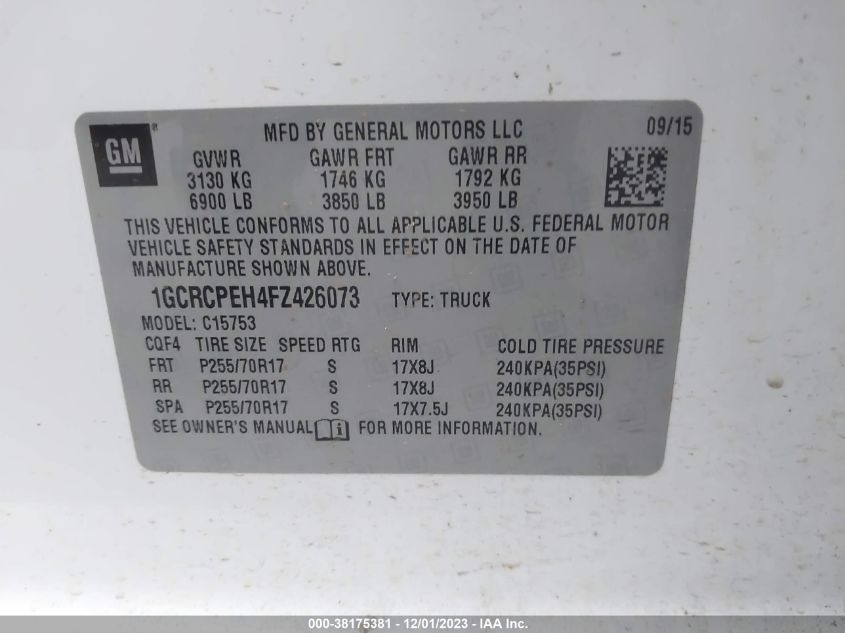 GM ®
MFD BY GENERAL MOTORS LLC 09/15
GVWR GAWR FRT GAWR RR
3130 KG 1746 KG 1792 KG
6900 LB 3850 LB 3950 LB
THIS VEHICLE CONFORMS TO ALL APPLICABLE U.S. FEDERAL MOTOR
VEHICLE SAFETY STANDARDS IN EFFECT ON THE DATE OF
MANUFACTURE SHOWN ABOVE.
1GCRCPEH4FZ426073 TYPE: TRUCK
MODEL: C15753
CQF4 TIRE SIZE SPEED RTG RIM COLD TIRE PRESSURE
FRT P255/70R17 S 17X8J 240KPA(35PSI)
RR P255/70R17 S 17X8J 240KPA(35PSI)
SPA P255/70R17 S 17X7.5J 240KPA(35PSI)
SEE OWNER'S MANUAL i FOR MORE INFORMATION.
000-38175381 - 12/01/2023 - IAA Inc.